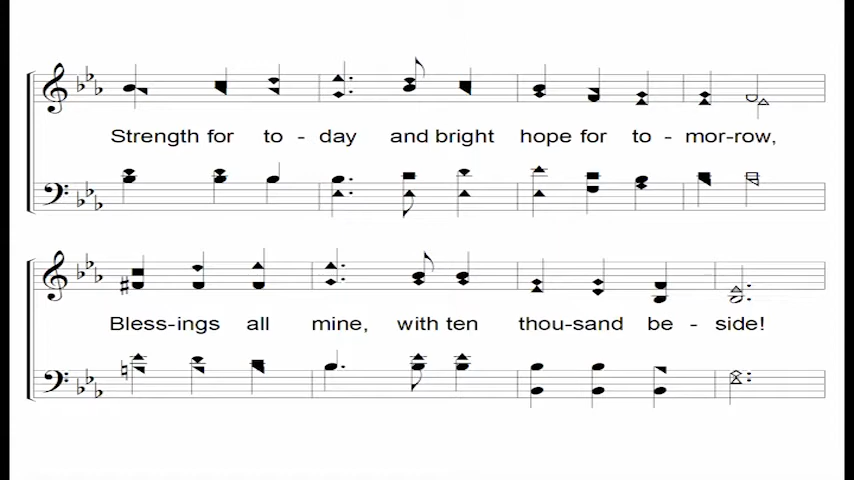 Strength for to - day and bright hope for to - mor-row,
Bless-ings all mine, with ten thou-sand be - side!